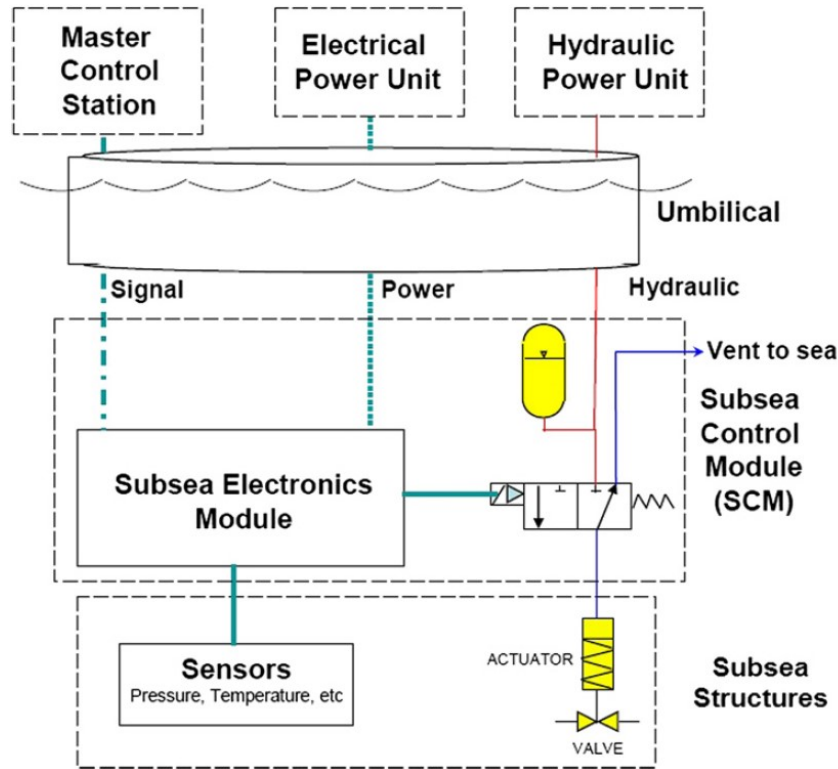 Master
Control
Station
Electrical
Power Unit
Hydraulic
Power Unit
Umbilical
Signal
Power
Hydraulic
Vent to sea
Subsea
Control
Module
(SCM)
Subsea Electronics
Module
Sensors
Pressure, Temperature, etc
ACTUATOR
VALVE
Subsea
Structures